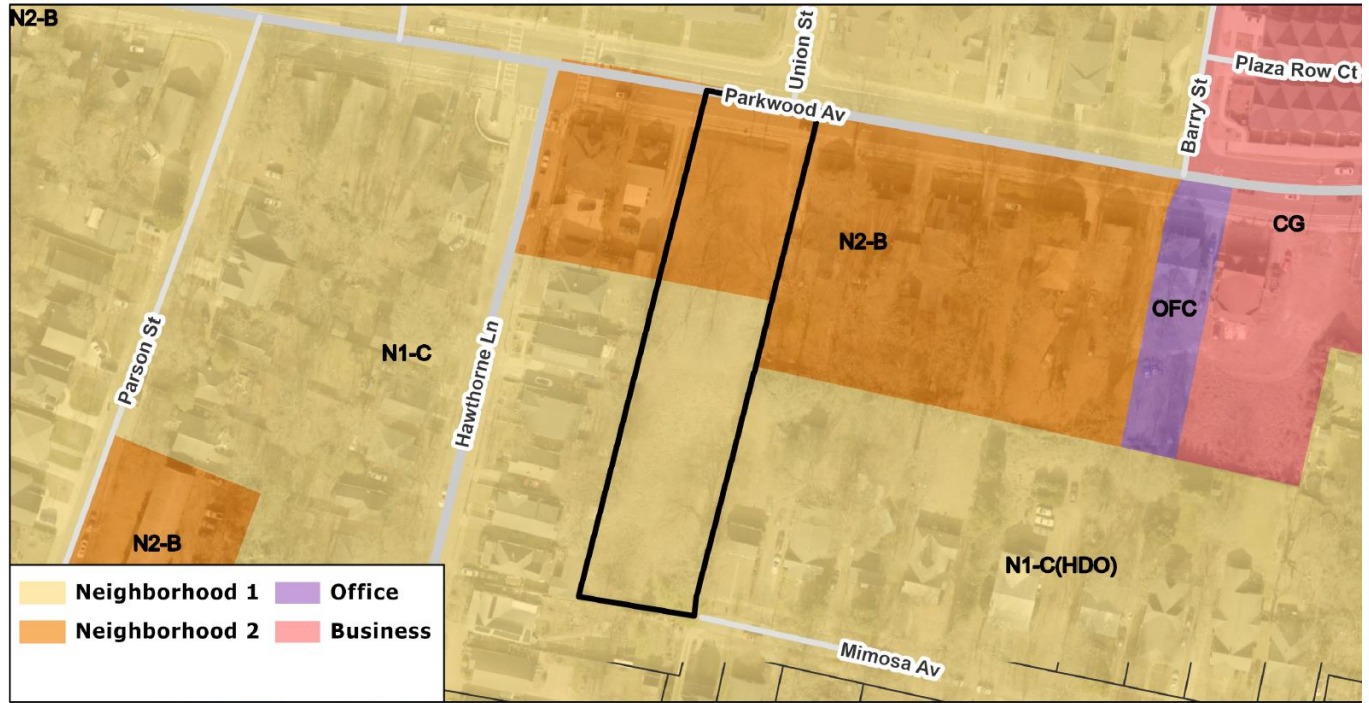 N2-B
Union St
Plaza Row Ct
Parkwood Av
Barry St
CG
N2-B
OFC
Parson St
N1-C
Hawthorne Ln
N2-B
N1-C(HDO)
Mimosa Av
Neighborhood 1
Office
Neighborhood 2
Business